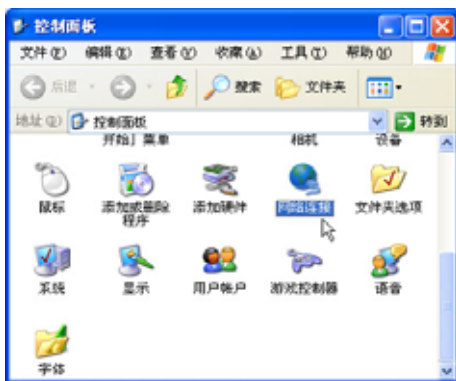 控制面板
文件(F) 编辑(E) 查看(V) 收藏(A) 工具(T) 帮助(H)
后退 搜索 文件夹
地址(D) 控制面板 转到
开始」菜单 相机 设备
鼠标 添加或删除程序 添加硬件 网络连接 文件夹选项
系统 显示 用户帐户 游戏控制器 语音
字体